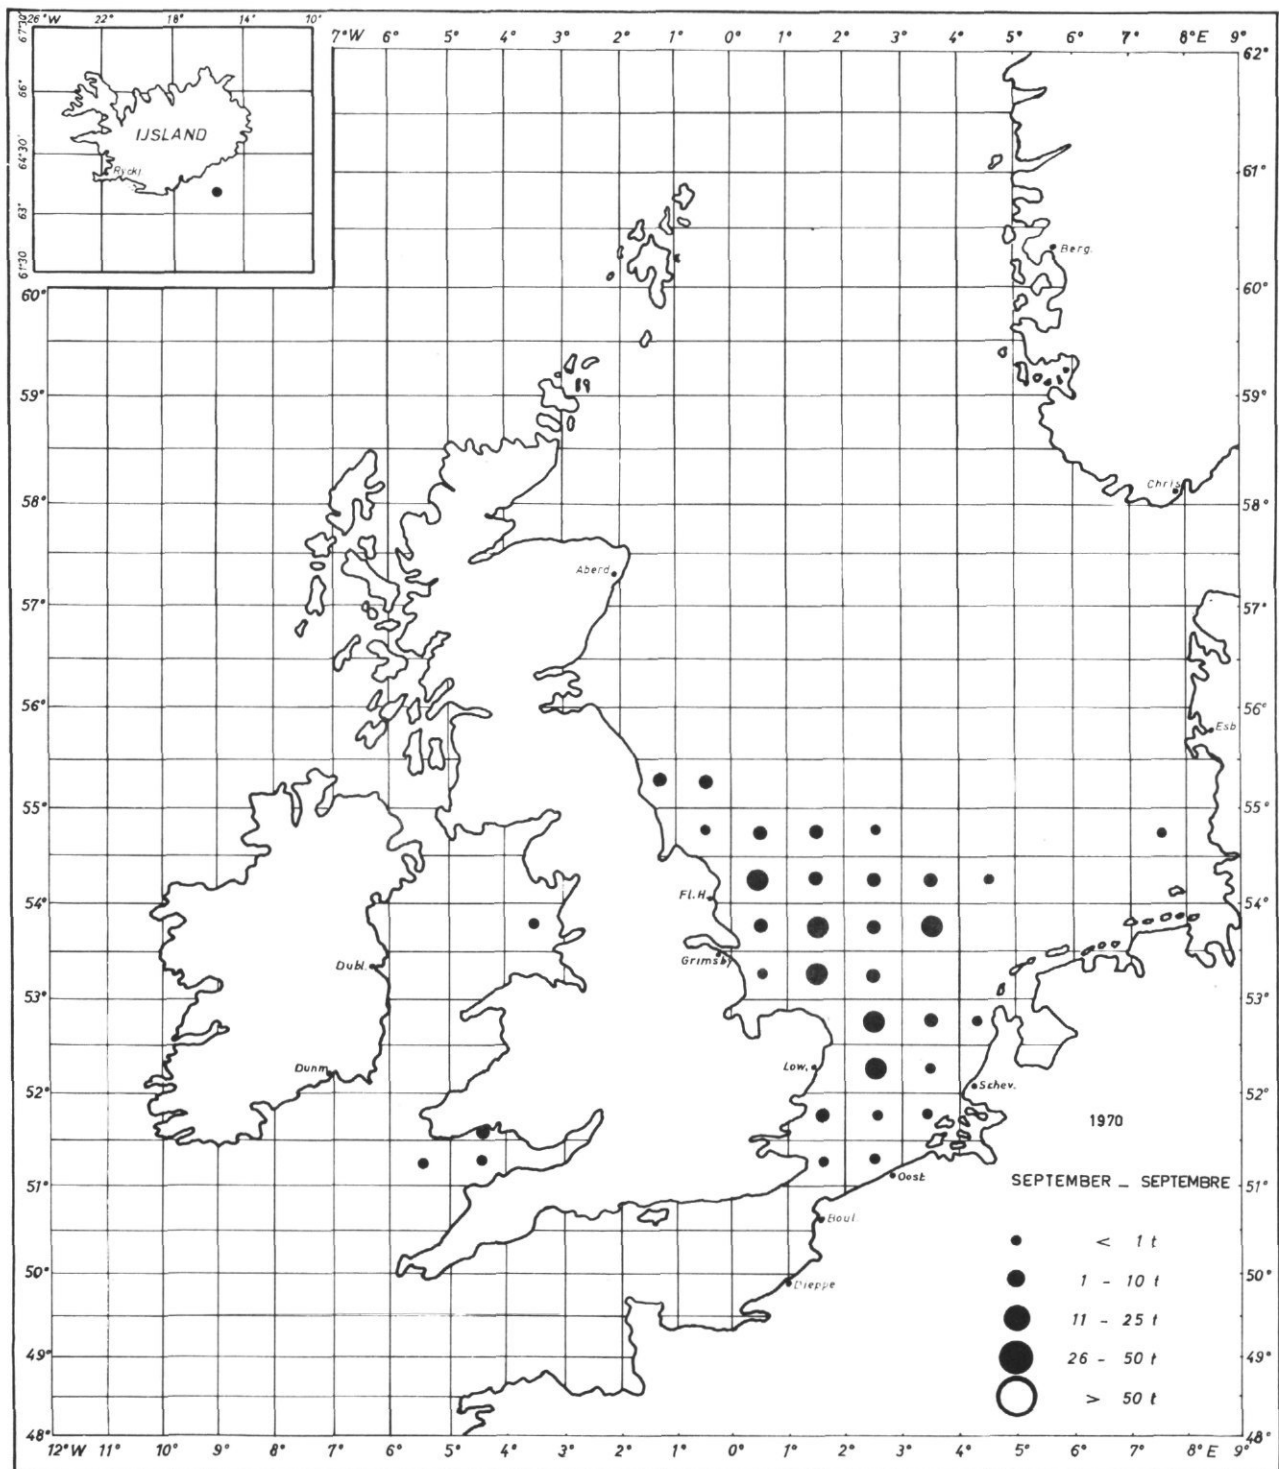 26°W 22° 18° 14° 10°
67°30'
66°
64°30'
63°
61°30
IJSLAND
Ryckl.
7°W 6° 5° 4° 3° 2° 1° 0° 1° 2° 3° 4° 5° 6° 7° 8°E 9°
62°
61° 61°
60° 60°
59° 59°
58° 58°
57° 57°
56° 56°
55° 55°
54° 54°
53° 53°
52° 52°
51° 51°
50° 50°
49° 49°
48° 48°
Berg.
Chris
Aberd.
Esb
Fl.H.
Grimsby
Dubl.
Dunm.
Low.
Schev.
Oost
Boul.
Dieppe
1970
SEPTEMBER _ SEPTEMBRE
< 1 t
1 - 10 t
11 - 25 t
26 - 50 t
> 50 t
12°W 11° 10° 9° 8° 7° 6° 5° 4° 3° 2° 1° 0° 1° 2° 3° 4° 5° 6° 7° 8°E 9°